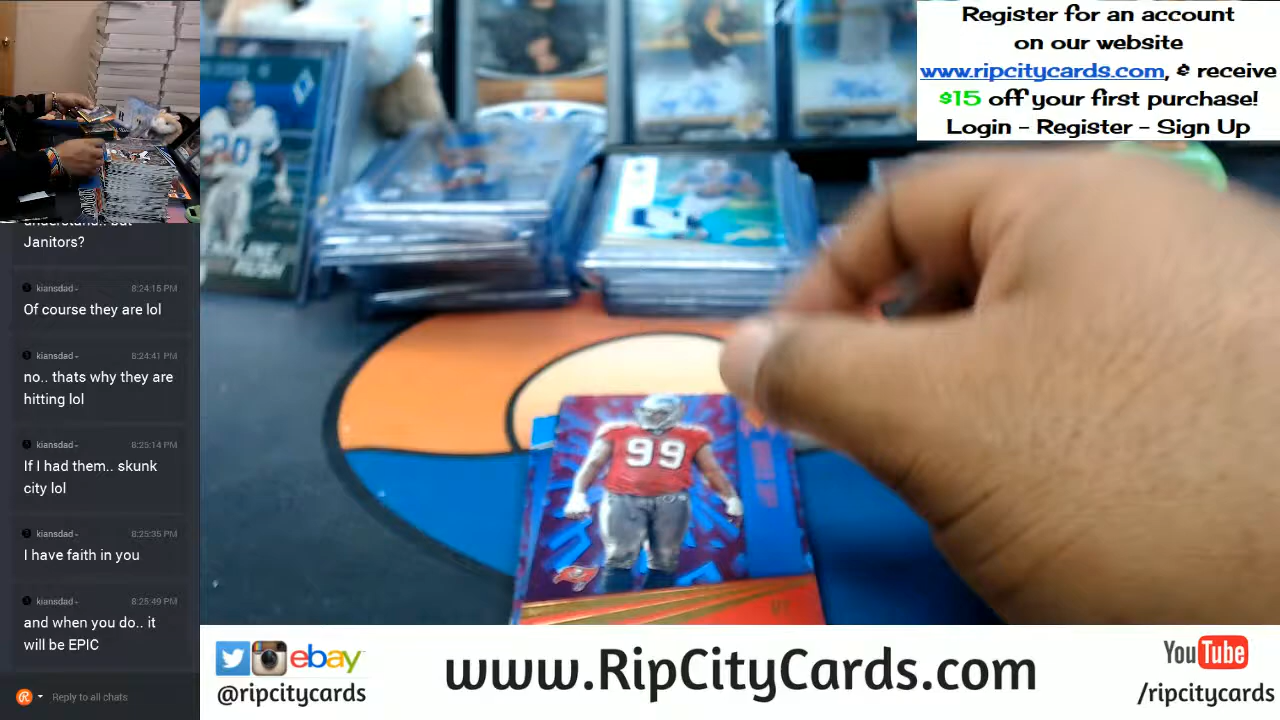 Register for an account
on our website
www.ripcitycards.com, & receive
$15 off your first purchase!
Login - Register - Sign Up
Janitors?
kiansdad- 8:24:15 PM
Of course they are lol
kiansdad- 8:24:41 PM
no.. thats why they are
hitting lol
kiansdad- 8:25:14 PM
If I had them.. skunk
city lol
kiansdad- 8:25:35 PM
I have faith in you
kiansdad- 8:25:49 PM
and when you do.. it
will be EPIC
Reply to all chats
20
99
ebay
@ripcitycards
www.RipCityCards.com
YouTube
/ripcitycards